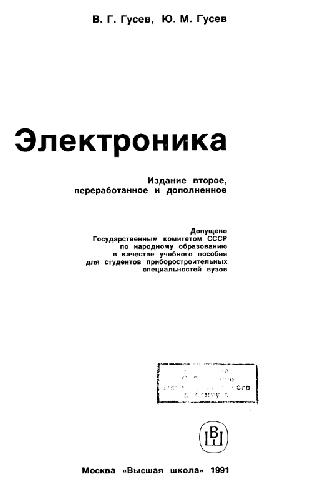 В. Г. Гусев, Ю. М. Гусев
Электроника
Издание второе,
переработанное и дополненное
Допущено
Государственным комитетом СССР
по народному образованию
в качестве учебного пособия
для студентов приборостроительных
специальностей вузов
ВШ
Москва «Высшая школа» 1991